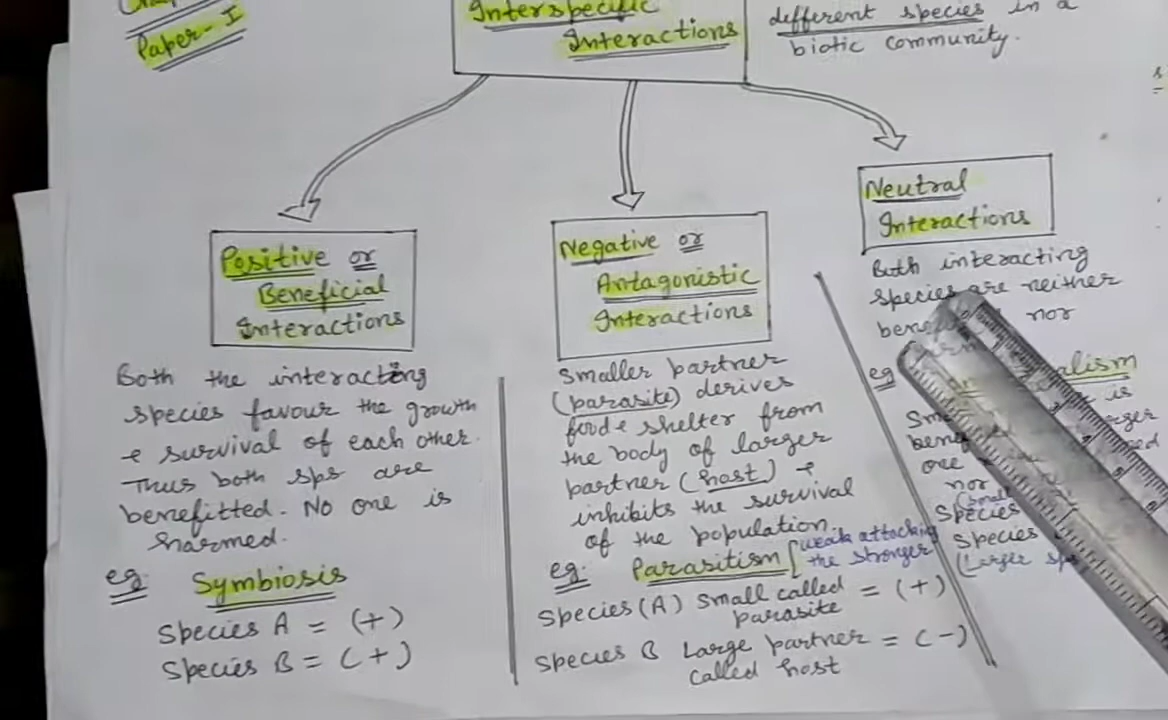 Paper-I
Interspecific
Interactions
different species in a
biotic community.
Positive or
Beneficial
Interactions
Both the interacting
species favour the growth
& survival of each other.
Thus both sps are
benefitted. No one is
harmed.
eg: Symbiosis
Species A = (+)
Species B = (+)
Negative or
Antagonistic
Interactions
Smaller partner
(parasite) derives
food & shelter from
the body of larger
partner (host) &
inhibits the survival
of the population.
eg: Parasitism [Weak attacking
the stronger
Species (A) Small called = (+)
parasite
Species B Large partner = (-)
called host
Neutral
Interactions
Both interacting
species are neither
nor
eg
is
one
nor
Species
Species
(Larger